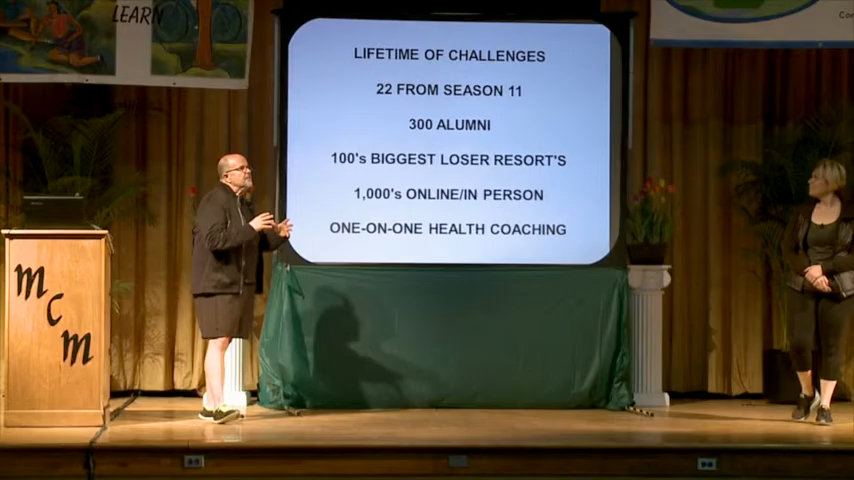 LEARN
LIFETIME OF CHALLENGES
22 FROM SEASON 11
300 ALUMNI
100's BIGGEST LOSER RESORT'S
1,000's ONLINE/IN PERSON
ONE-ON-ONE HEALTH COACHING
MCM